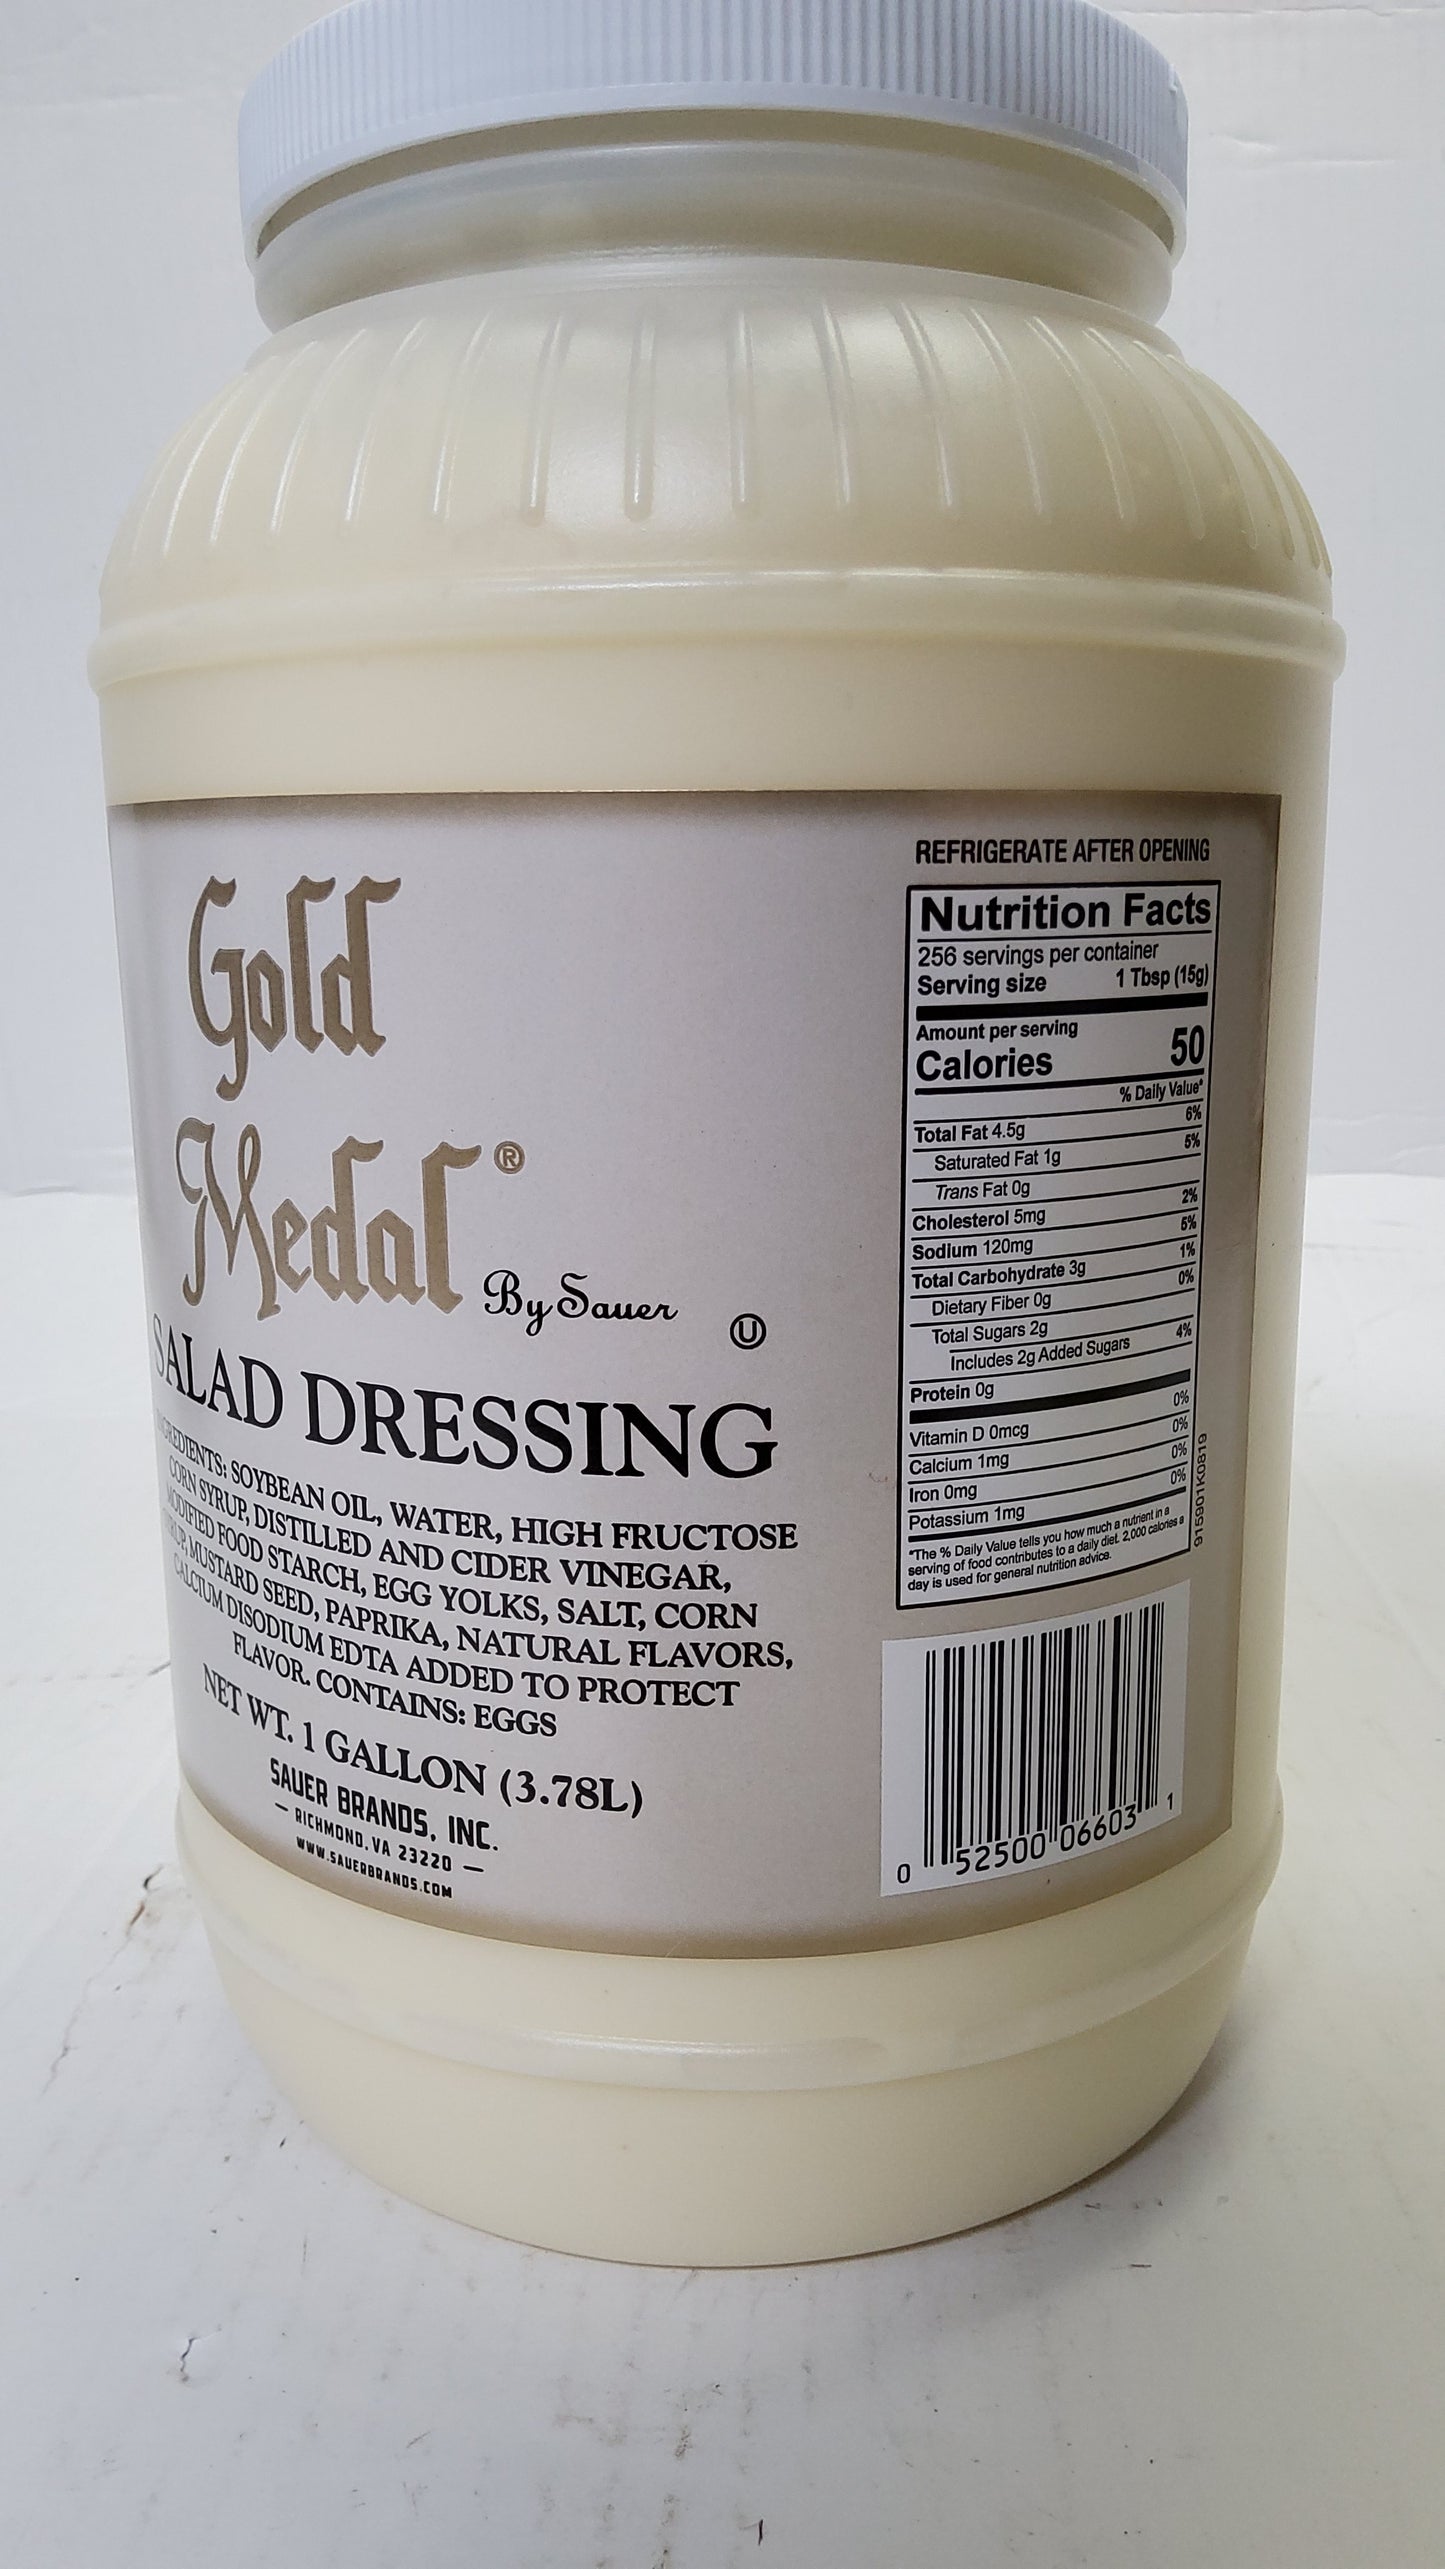 Gold
Medal®
By Sauer
Ⓤ
SALAD DRESSING
INGREDIENTS: SOYBEAN OIL, WATER, HIGH FRUCTOSE
CORN SYRUP, DISTILLED AND CIDER VINEGAR,
MODIFIED FOOD STARCH, EGG YOLKS, SALT, CORN
SYRUP, MUSTARD SEED, PAPRIKA, NATURAL FLAVORS,
CALCIUM DISODIUM EDTA ADDED TO PROTECT
FLAVOR. CONTAINS: EGGS
NET WT. 1 GALLON (3.78L)
SAUER BRANDS, INC.
— RICHMOND, VA 23220 —
WWW.SAUERBRANDS.COM
REFRIGERATE AFTER OPENING
Nutrition Facts
256 servings per container
Serving size 1 Tbsp (15g)
Amount per serving
Calories 50
% Daily Value*
Total Fat 4.5g 6%
Saturated Fat 1g 5%
Trans Fat 0g
Cholesterol 5mg 2%
Sodium 120mg 5%
Total Carbohydrate 3g 1%
Dietary Fiber 0g 0%
Total Sugars 2g
Includes 2g Added Sugars 4%
Protein 0g
Vitamin D 0mcg 0%
Calcium 1mg 0%
Iron 0mg 0%
Potassium 1mg 0%
*The % Daily Value tells you how much a nutrient in a
serving of food contributes to a daily diet. 2,000 calories a
day is used for general nutrition advice.
915901K0819
0 52500 06603 1